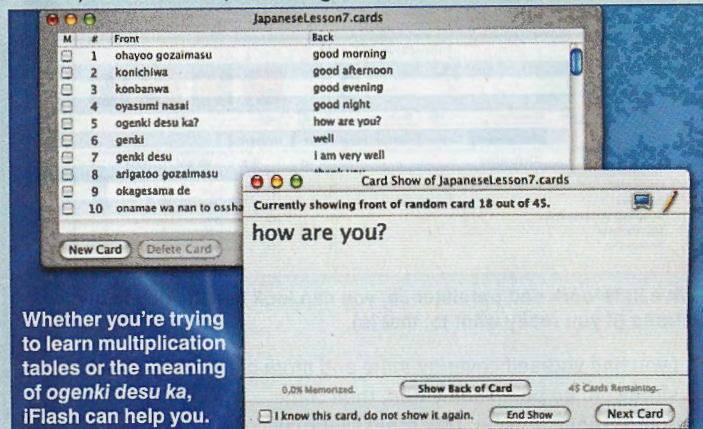 JapaneseLesson7.cards
M # Front Back
1 ohayoo gozaimasu good morning
2 konichiwa good afternoon
3 konbanwa good evening
4 oyasumi nasai good night
5 ogenki desu ka? how are you?
6 genki well
7 genki desu i am very well
8 arigatoo gozaimasu
9 okagesama de
10 onamae wa nan to ossha
New Card Delete Card
Card Show of JapaneseLesson7.cards
Currently showing front of random card 18 out of 45.
how are you?
0.0% Memorized. Show Back of Card 45 Cards Remaining.
I know this card, do not show it again. End Show Next Card
Whether you're trying
to learn multiplication
tables or the meaning
of ogenki desu ka,
iFlash can help you.